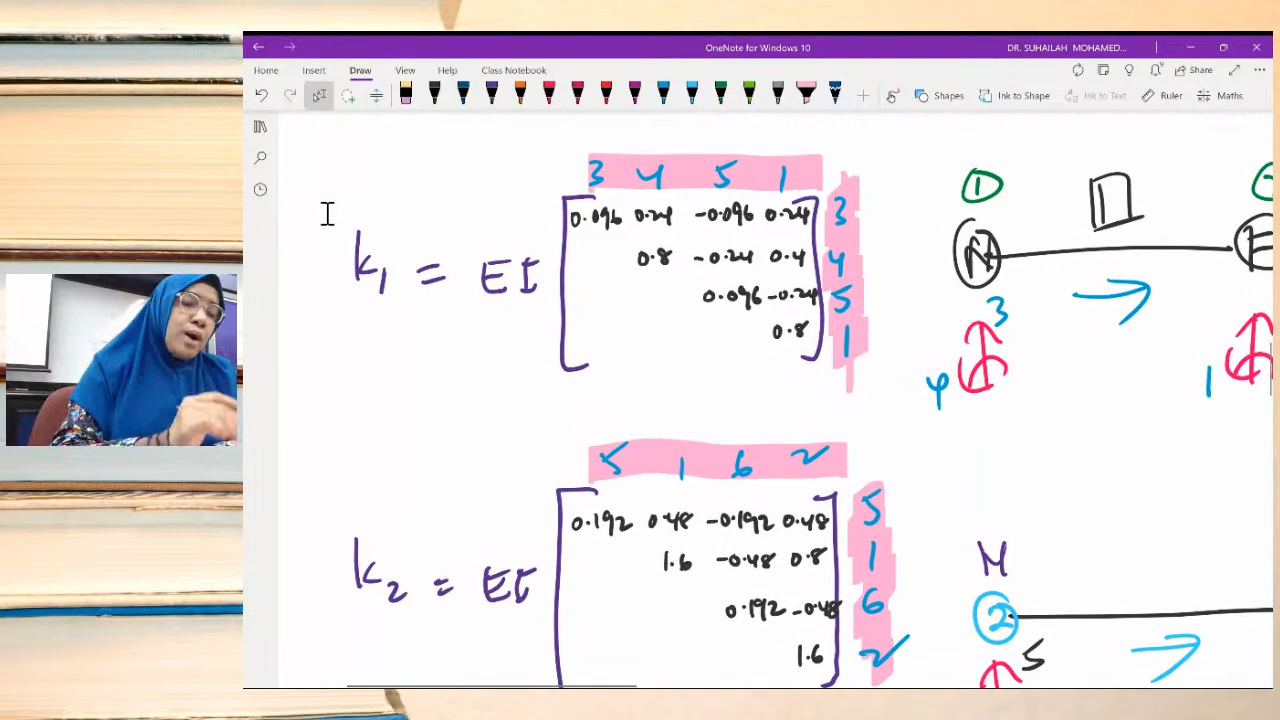 OneNote for Windows 10
DR. SUHAILAH MOHAMED...
Home Insert Draw View Help Class Notebook
Share
Shapes Ink to Shape Ink to Text Ruler Maths
3 4 5 1
0.096 0.24 -0.096 0.24 3
0.8 -0.24 0.4 4
k1 = EI
0.096 -0.24 5
0.8 1
1
N
3
4
1
5 1 6 2
0.192 0.48 -0.192 0.48 5
1.6 -0.48 0.8 1
k2 = EI
0.192 -0.48 6
1.6 2
M
2
5